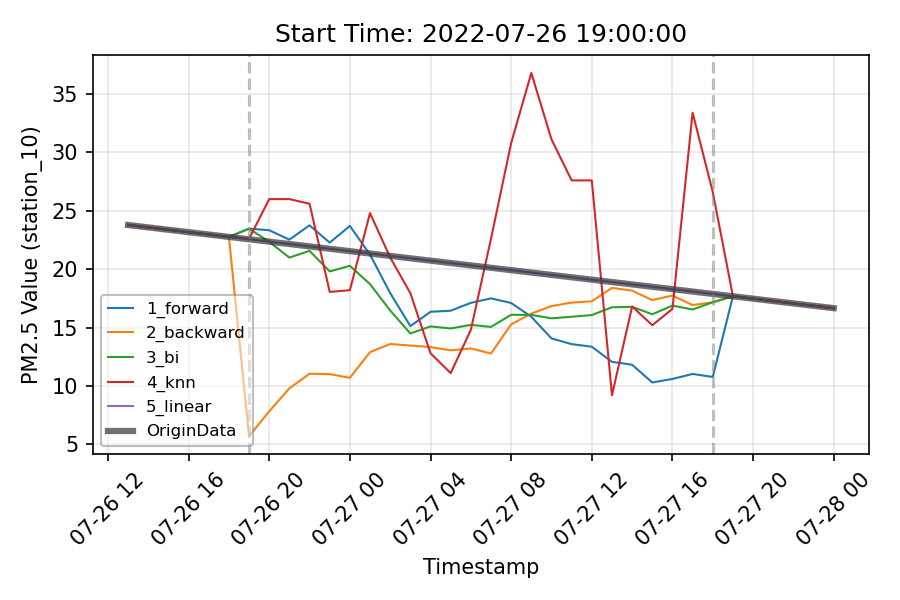 Start Time: 2022-07-26 19:00:00
PM2.5 Value (station_10)
35
30
25
20
15
10
5
1_forward
2_backward
3_bi
4_knn
5_linear
OriginData
07-26 12
07-26 16
07-26 20
07-27 00
07-27 04
07-27 08
07-27 12
07-27 16
07-27 20
07-28 00
Timestamp